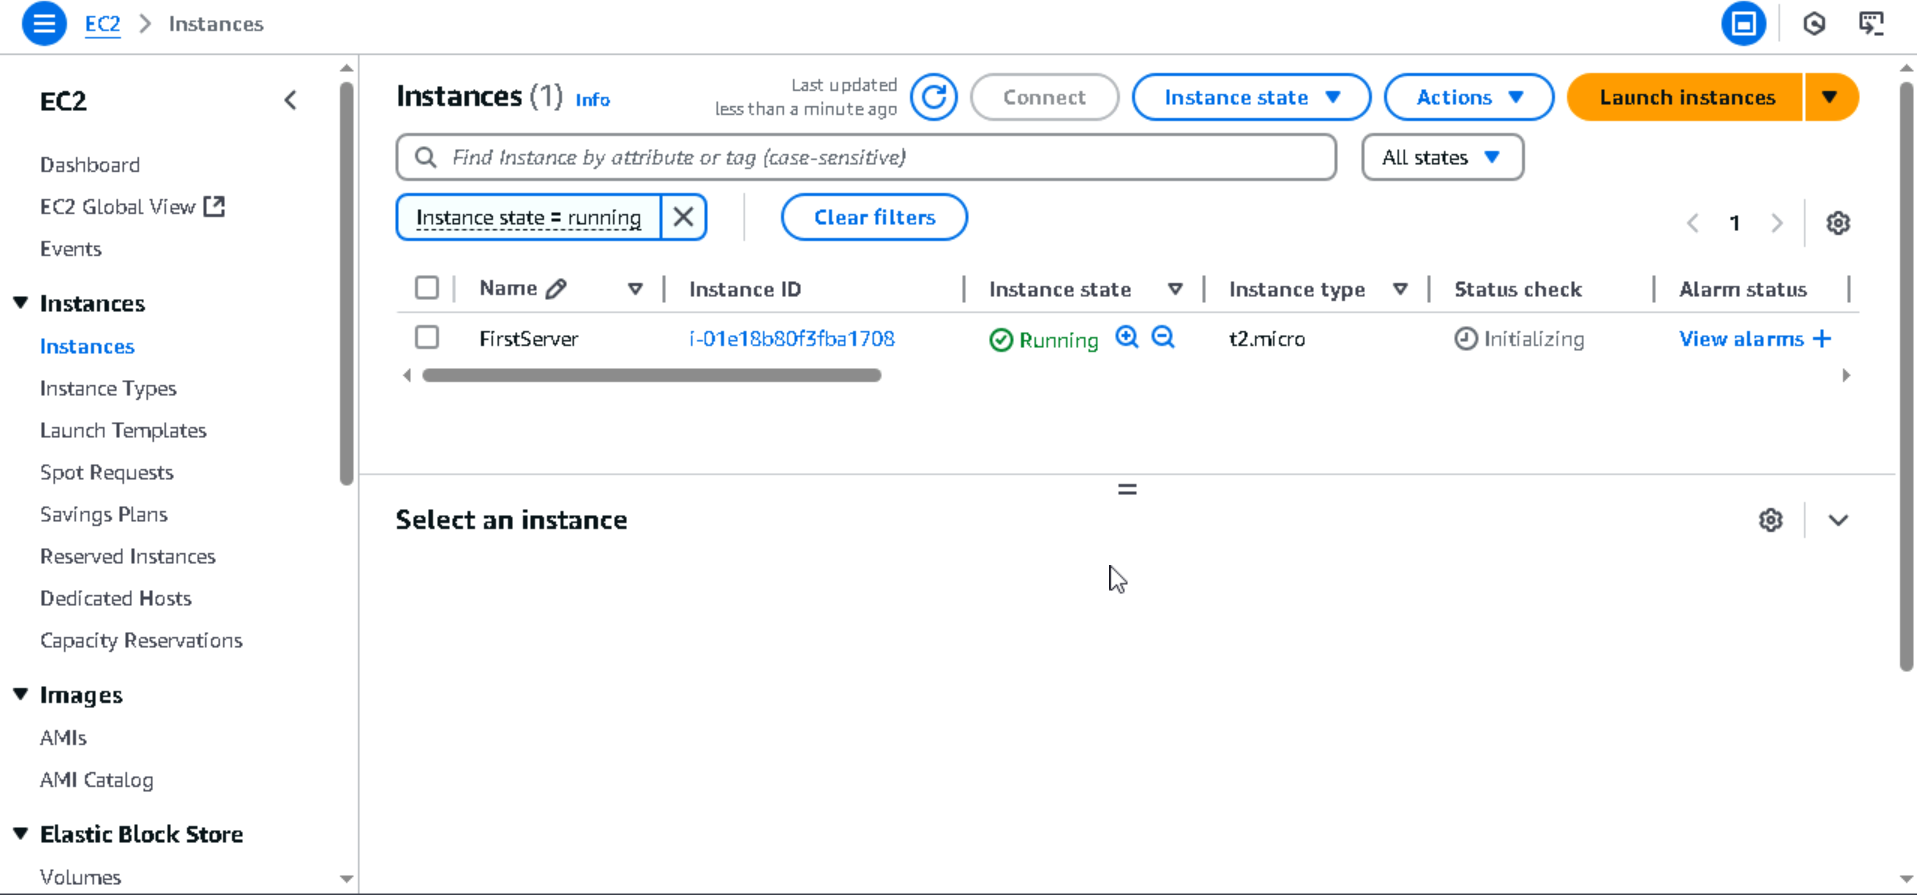 EC2 > Instances
EC2
Dashboard
EC2 Global View
Events
Instances
Instances
Instance Types
Launch Templates
Spot Requests
Savings Plans
Reserved Instances
Dedicated Hosts
Capacity Reservations
Images
AMIs
AMI Catalog
Elastic Block Store
Volumes
Instances (1) Info
Last updated
less than a minute ago
Connect
Instance state
Actions
Launch instances
Find Instance by attribute or tag (case-sensitive)
All states
Instance state = running
Clear filters
1
Name Instance ID Instance state Instance type Status check Alarm status
FirstServer i-01e18b80f3fba1708 Running t2.micro Initializing View alarms +
Select an instance